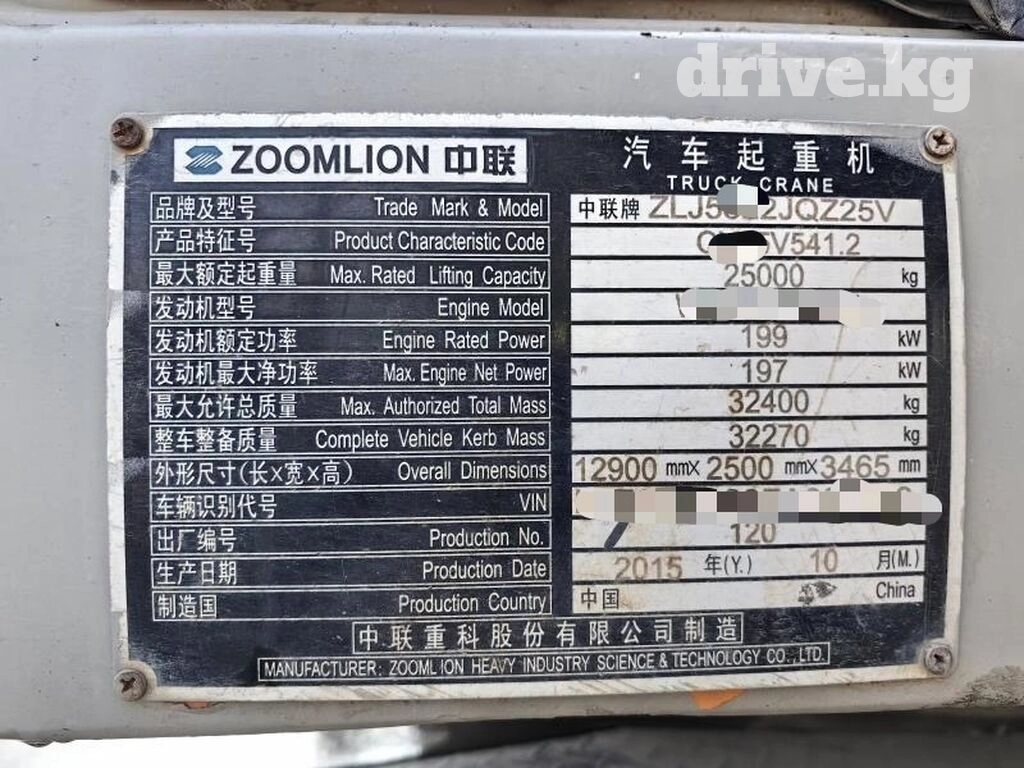 drive.kg
ZOOMLION 中联
汽车起重机
TRUCK CRANE
品牌及型号 Trade Mark & Model 中联牌
产品特征号 Product Characteristic Code V541.2
最大额定起重量 Max. Rated Lifting Capacity 25000 kg
发动机型号 Engine Model
发动机额定功率 Engine Rated Power 199 kW
发动机最大净功率 Max. Engine Net Power 197 kW
最大允许总质量 Max. Authorized Total Mass 32400 kg
整车整备质量 Complete Vehicle Kerb Mass 32270 kg
外形尺寸(长×宽×高) Overall Dimensions 12900 mm× 2500 mm× 3465 mm
车辆识别代号 VIN
出厂编号 Production No. 120
生产日期 Production Date 2015 年(Y.) 10 月(M.)
制造国 Production Country 中国 China
中联重科股份有限公司制造
MANUFACTURER: ZOOMLION HEAVY INDUSTRY SCIENCE & TECHNOLOGY CO., LTD.